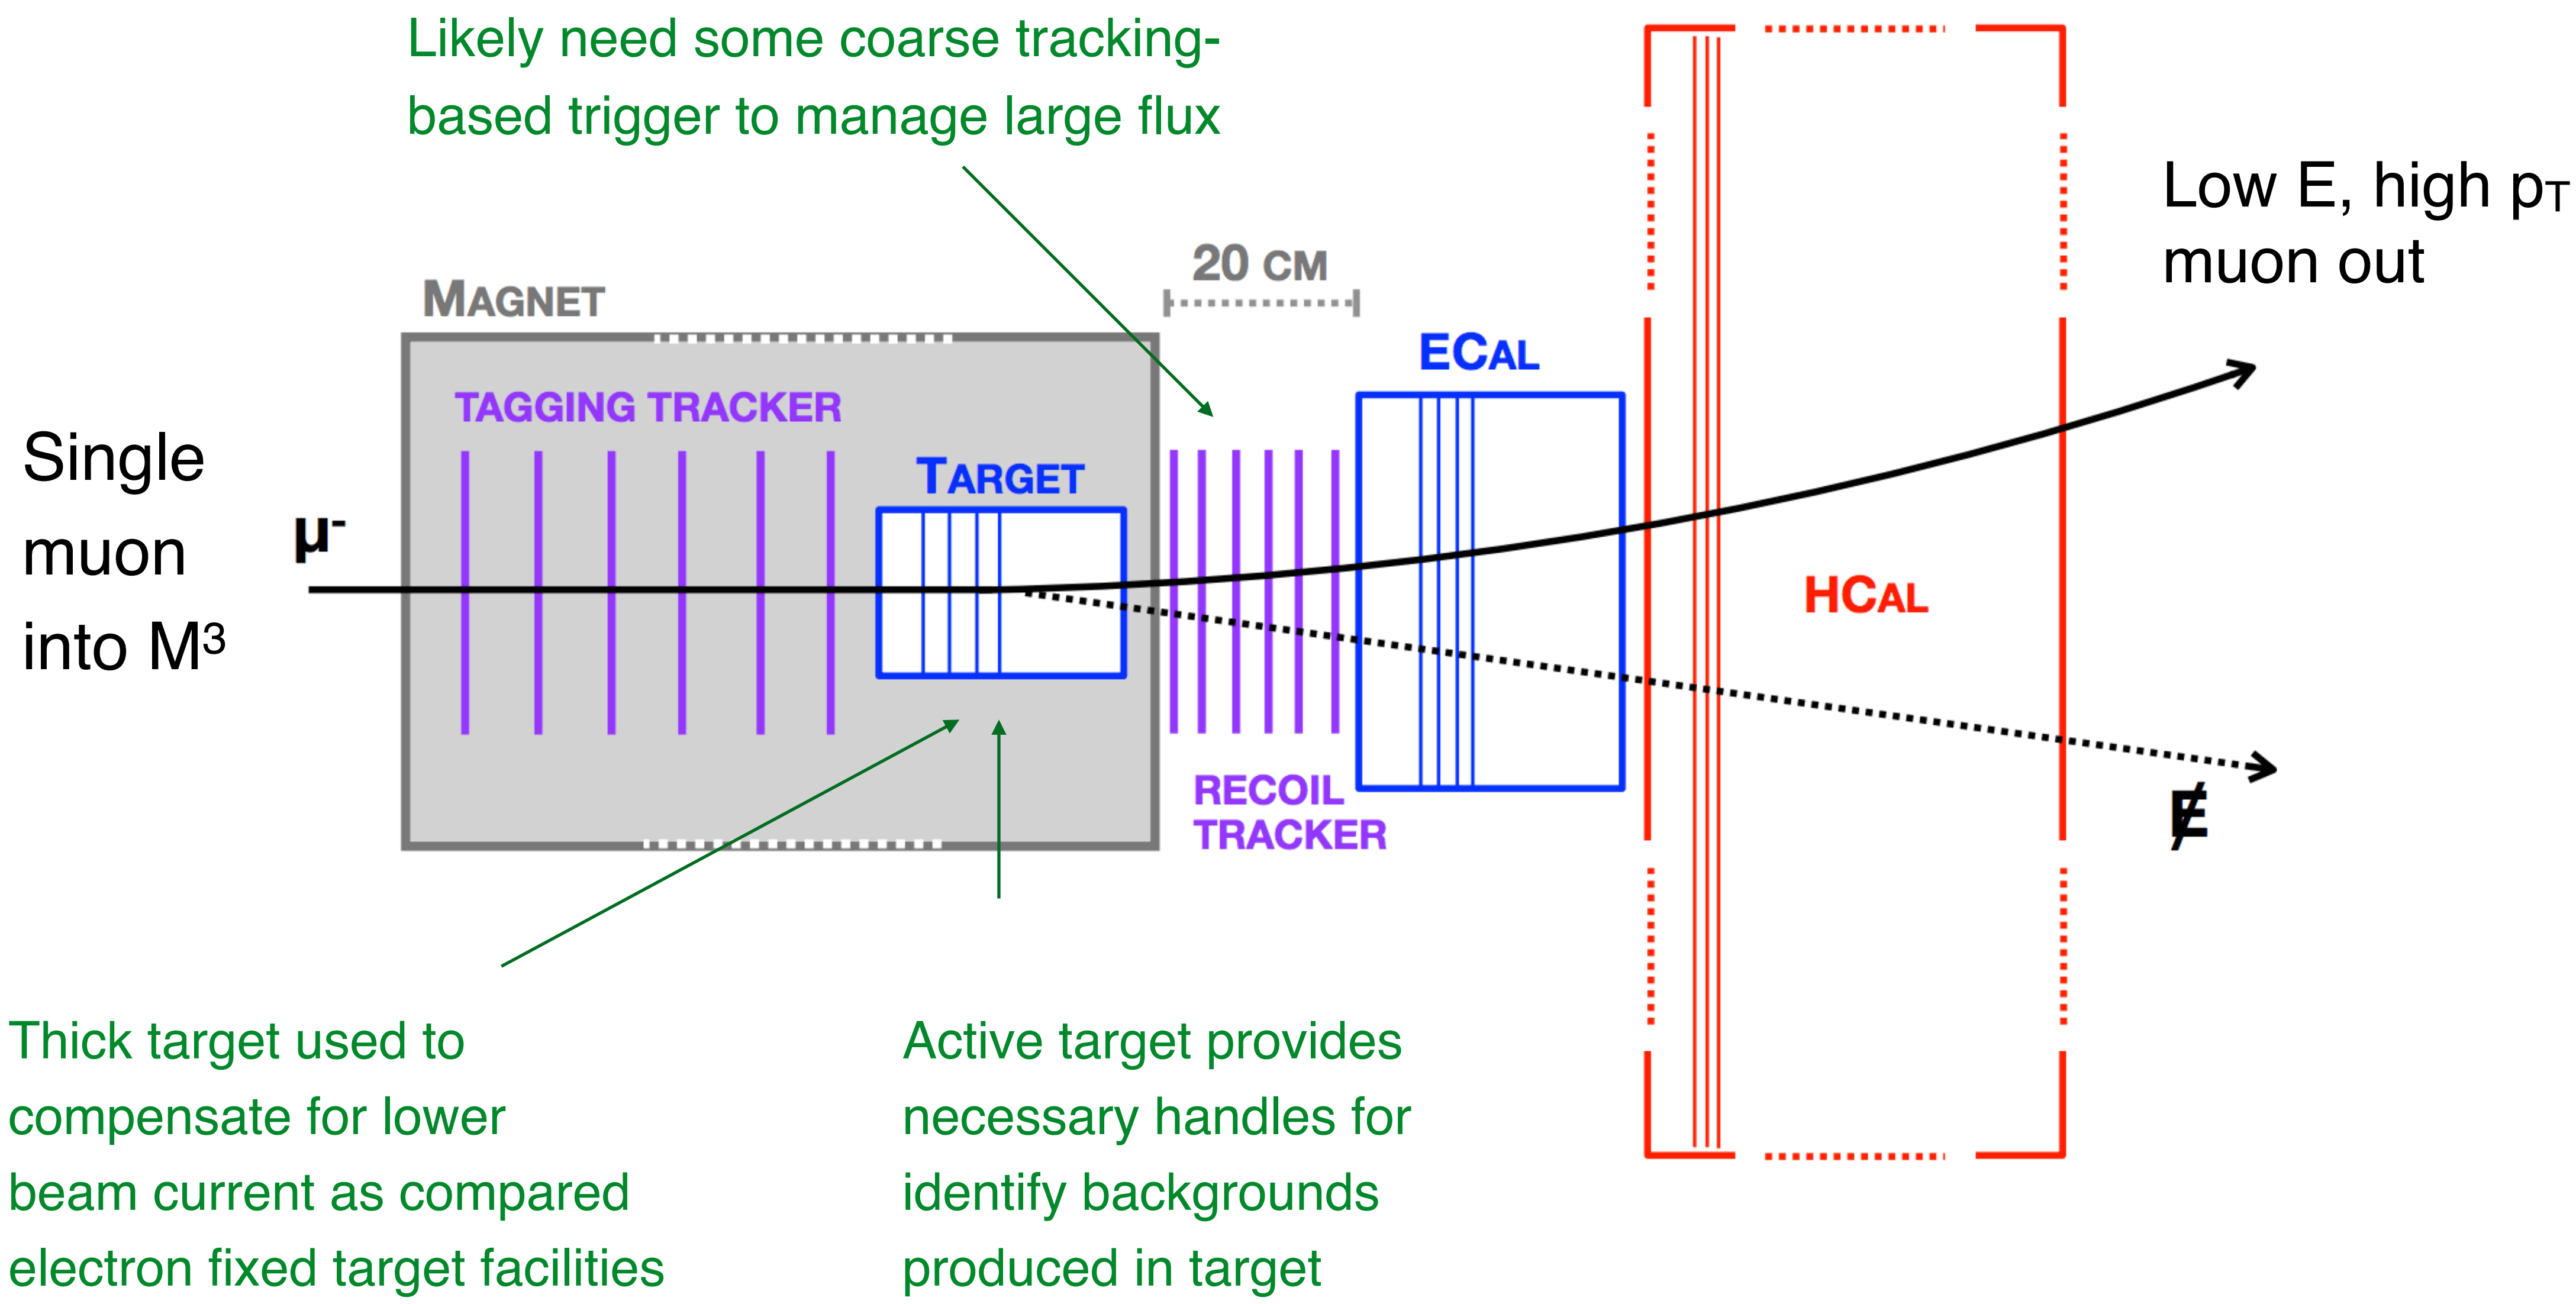 Likely need some coarse tracking-
based trigger to manage large flux
Low E, high pT
muon out
20 CM
MAGNET
ECAL
TAGGING TRACKER
Single
muon
into M³
μ-
TARGET
HCAL
RECOIL
TRACKER
E̸
Thick target used to
compensate for lower
beam current as compared
electron fixed target facilities
Active target provides
necessary handles for
identify backgrounds
produced in target